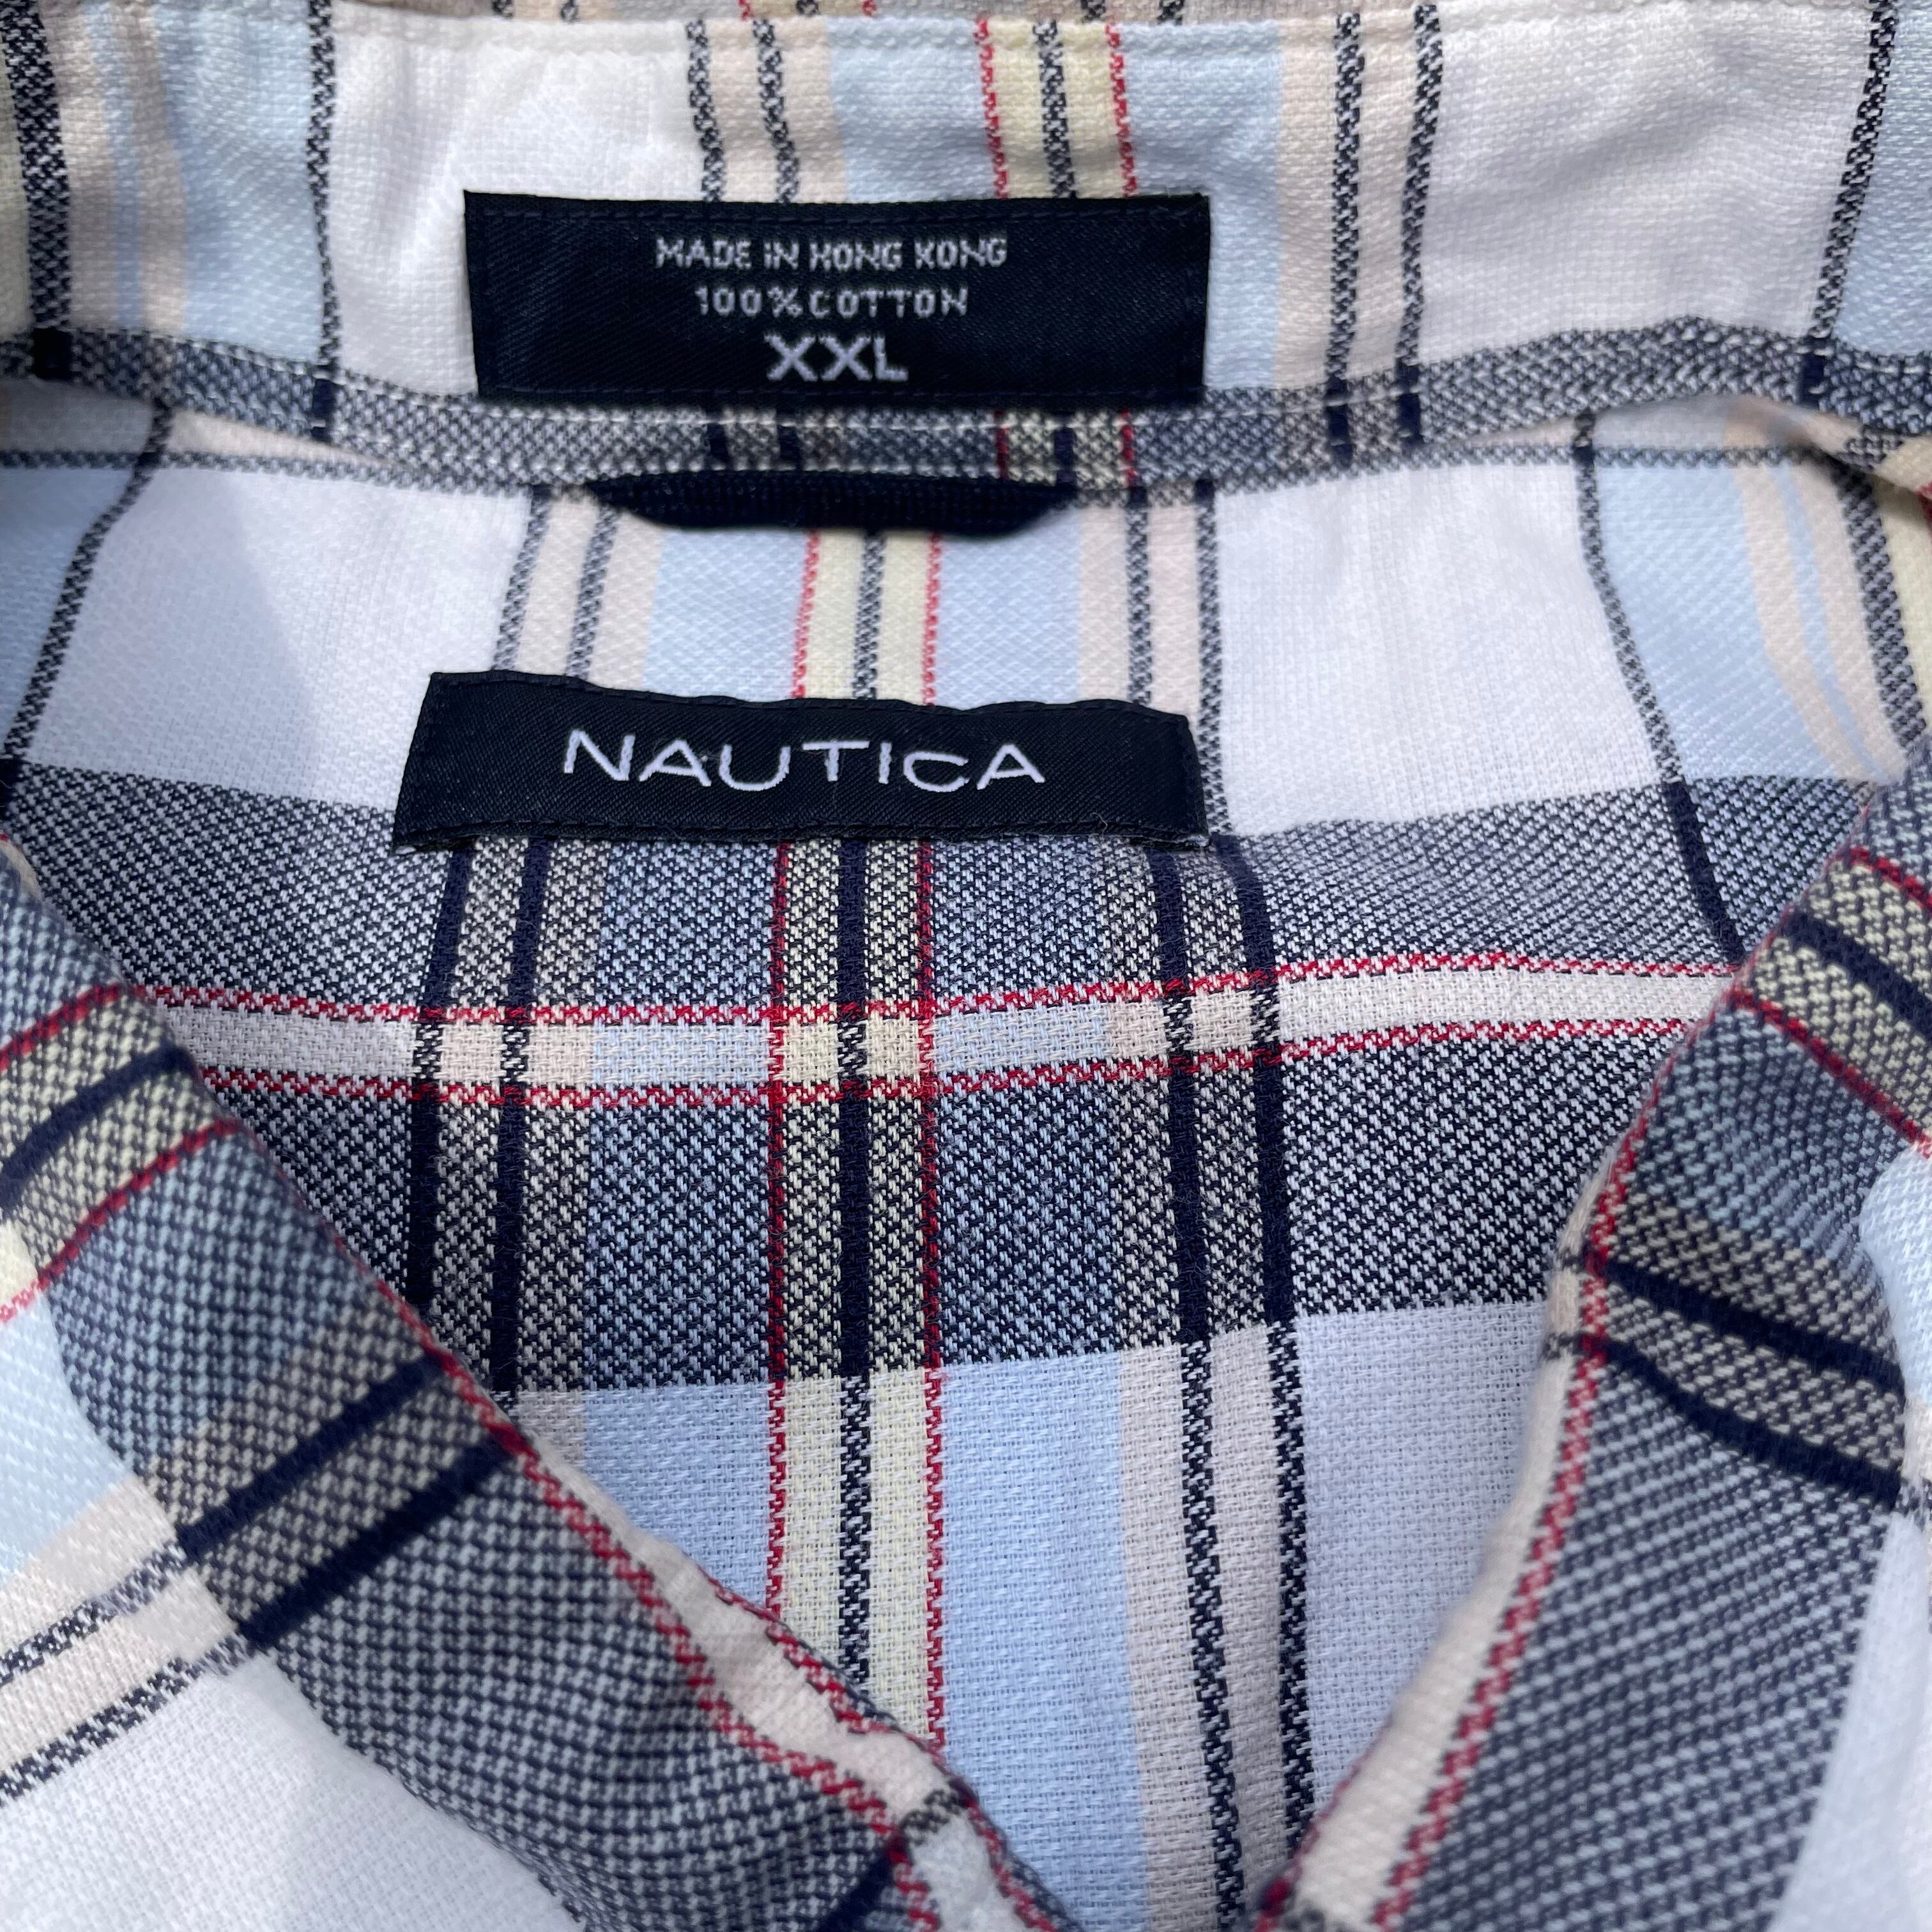 MADE IN HONG KONG
100%COTTON
XXL
NAUTICA